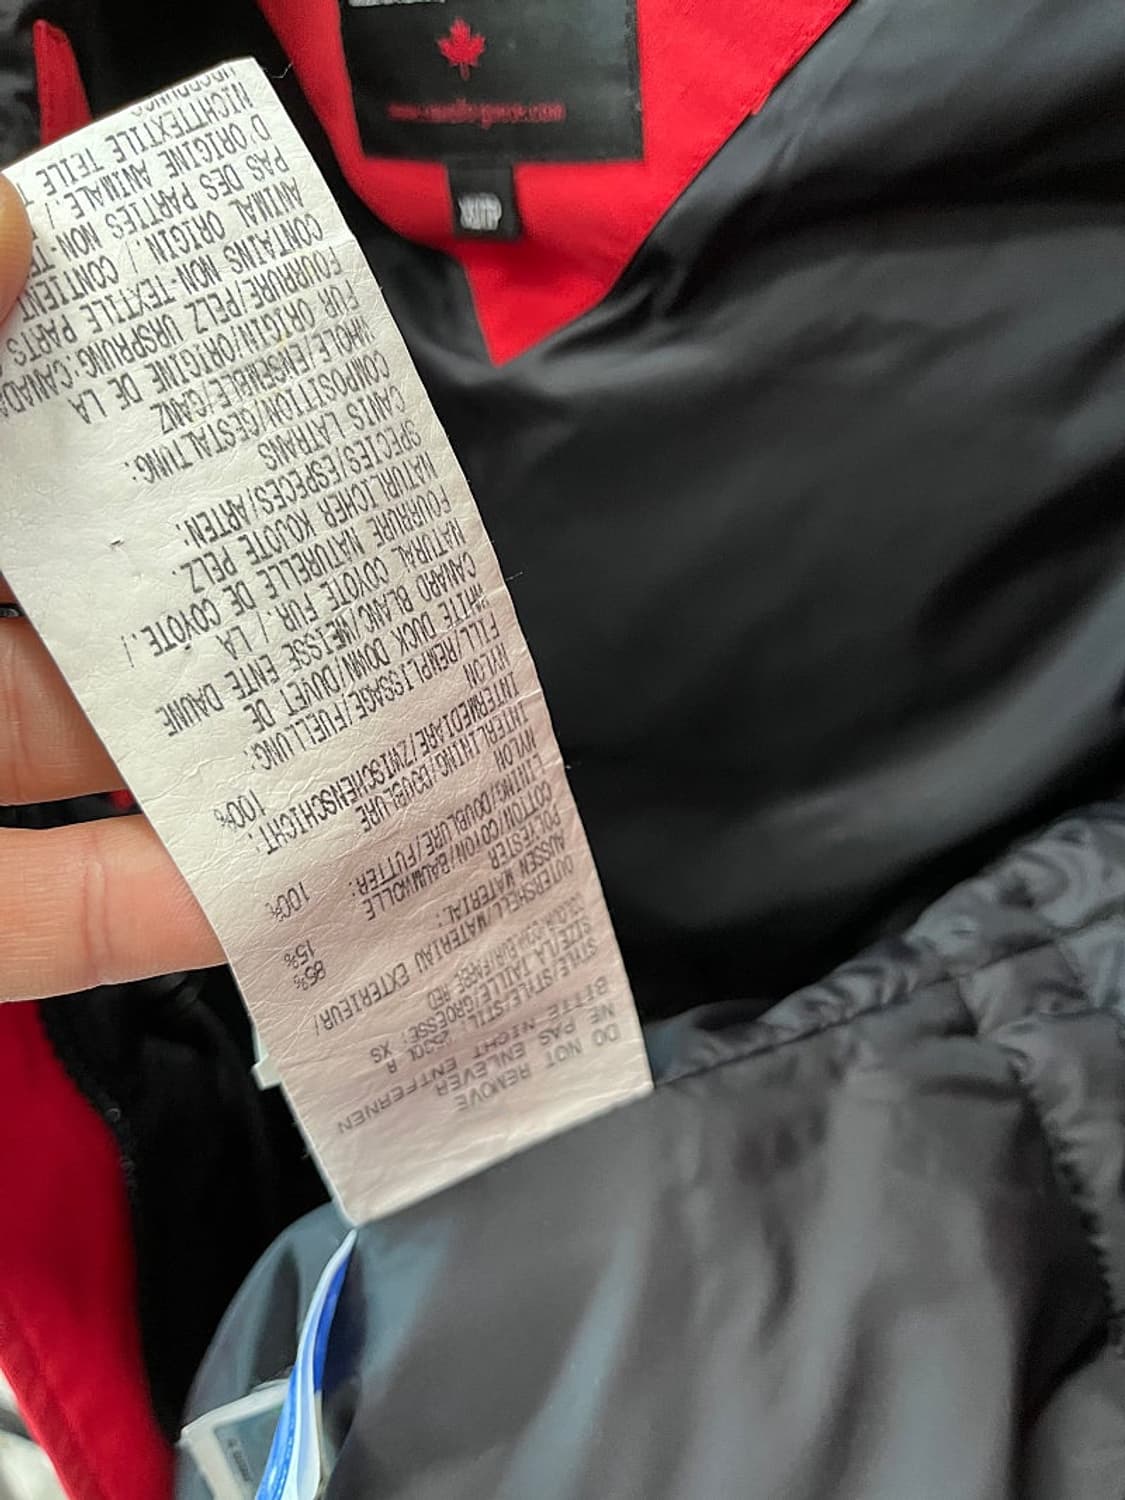 DO NOT REMOVE
NE PAS ENLEVER
BITTE NICHT ENTFERNEN
STYLE/STYLE/STIL:
SIZE/LA TAILLE/GROESSE: XS
RED
OUTERSHELL/MATERIAU EXTERIEUR/
AUSSEN MATERIAL:
POLYESTER 85%
COTTON/COTON/BAUMWOLLE 15%
LINING/DOUBLURE/FUTTER:
NYLON 100%
INTERLINING/DOUBLURE
INTERMEDIARE/ZWISCHENSCHICHT:
NYLON 100%
FILL/REMPLISSAGE/FUELLUNG:
WHITE DUCK DOWN/DUVET DE
CANARD BLANC/WEISSE ENTE DAUNE
NATURAL COYOTE FUR. / LA
FOURRURE NATURELLE DE COYOTE. /
NATURLICHER KOJOTE PELZ.
SPECIES/ESPECES/ARTEN:
CANIS LATRANS
COMPOSITION/GESTALTUNG:
WHOLE/ENSEMBLE/GANZ
FUR ORIGIN/ORIGINE DE LA
FOURRURE/PELZ URSPRUNG: CANADA
CONTAINS NON-TEXTILE PARTS
ANIMAL ORIGIN. / CONTIENT
PAS DES PARTIES NON-TE
D ORIGINE ANIMALE /
NICHTTEXTILE TEILE